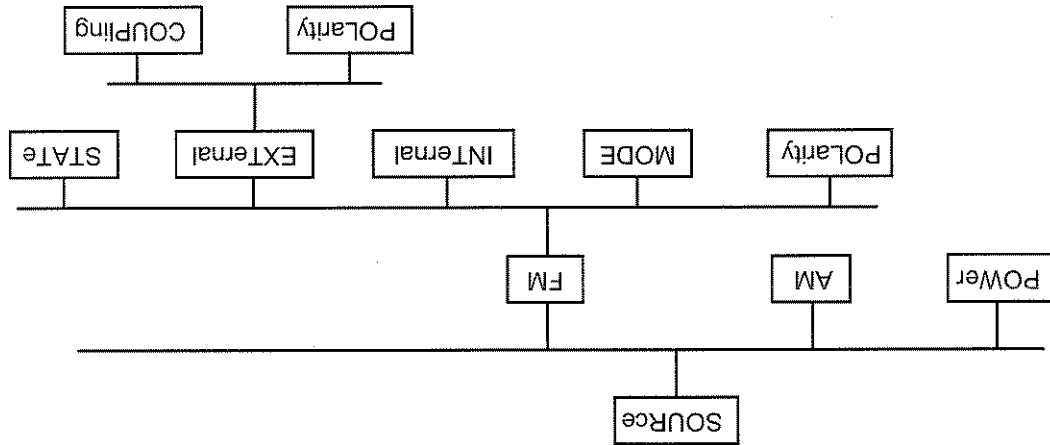 SOURce
POWer
AM
FM
POLarity
MODE
INTernal
EXTernal
STATe
POLarity
COUPling